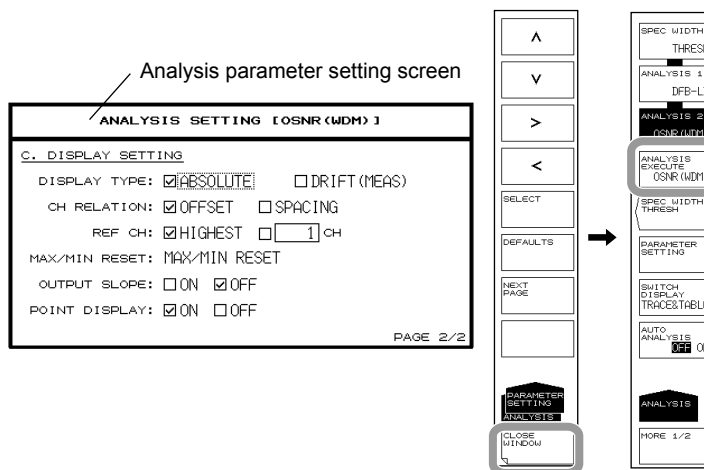 Analysis parameter setting screen
ANALYSIS SETTING [OSNR(WDM)]
C. DISPLAY SETTING
DISPLAY TYPE: ☑ABSOLUTE □DRIFT(MEAS)
CH RELATION: ☑OFFSET □SPACING
REF CH: ☑HIGHEST □ 1 CH
MAX/MIN RESET: MAX/MIN RESET
OUTPUT SLOPE: □ON ☑OFF
POINT DISPLAY: ☑ON □OFF
PAGE 2/2
∧
∨
>
<
SELECT
DEFAULTS
NEXT
PAGE
PARAMETER
SETTING
ANALYSIS
CLOSE
WINDOW
SPEC WIDTH
THRESH
ANALYSIS 1
DFB-L
ANALYSIS 2
OSNR(WDM
ANALYSIS
EXECUTE
OSNR(WDM
SPEC WIDTH
THRESH
PARAMETER
SETTING
SWITCH
DISPLAY
TRACE&TABL
AUTO
ANALYSIS
OFF O
ANALYSIS
MORE 1/2